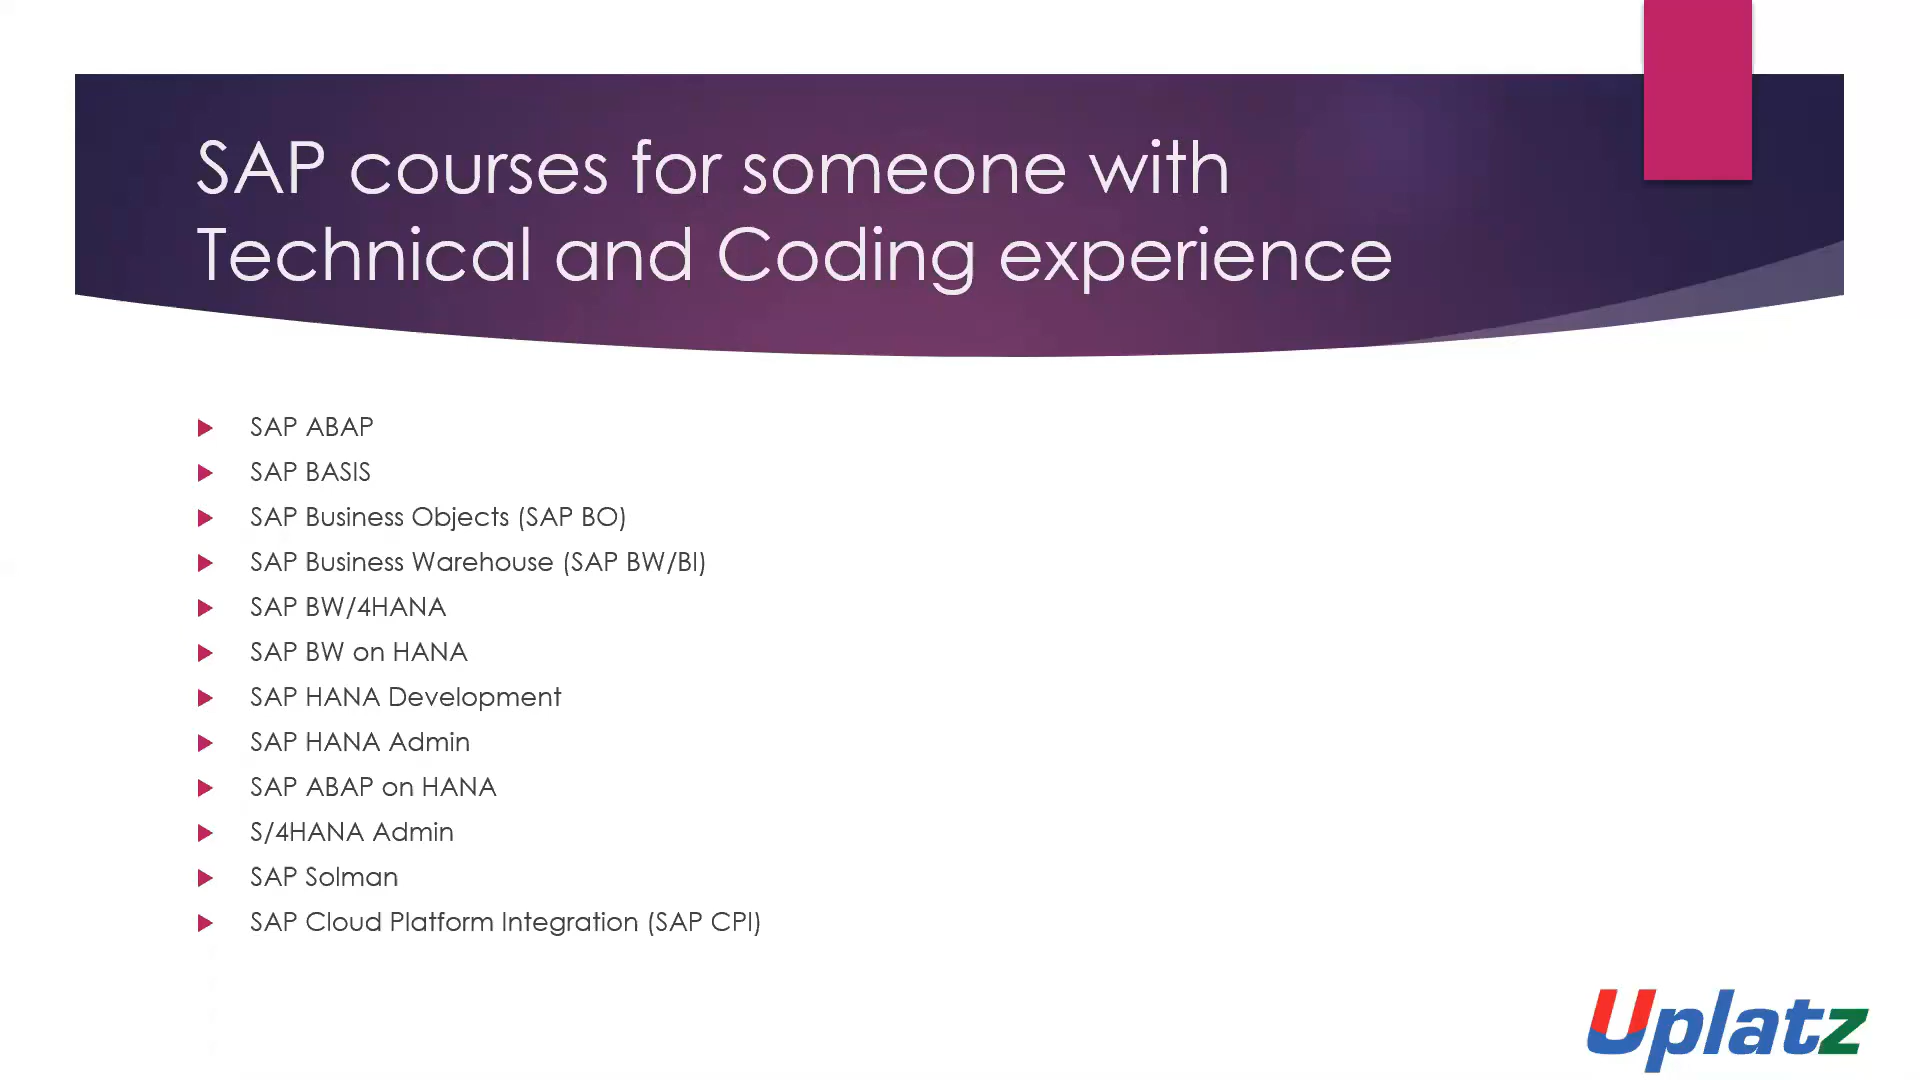 SAP courses for someone with
Technical and Coding experience
SAP ABAP
SAP BASIS
SAP Business Objects (SAP BO)
SAP Business Warehouse (SAP BW/BI)
SAP BW/4HANA
SAP BW on HANA
SAP HANA Development
SAP HANA Admin
SAP ABAP on HANA
S/4HANA Admin
SAP Solman
SAP Cloud Platform Integration (SAP CPI)
Uplatz